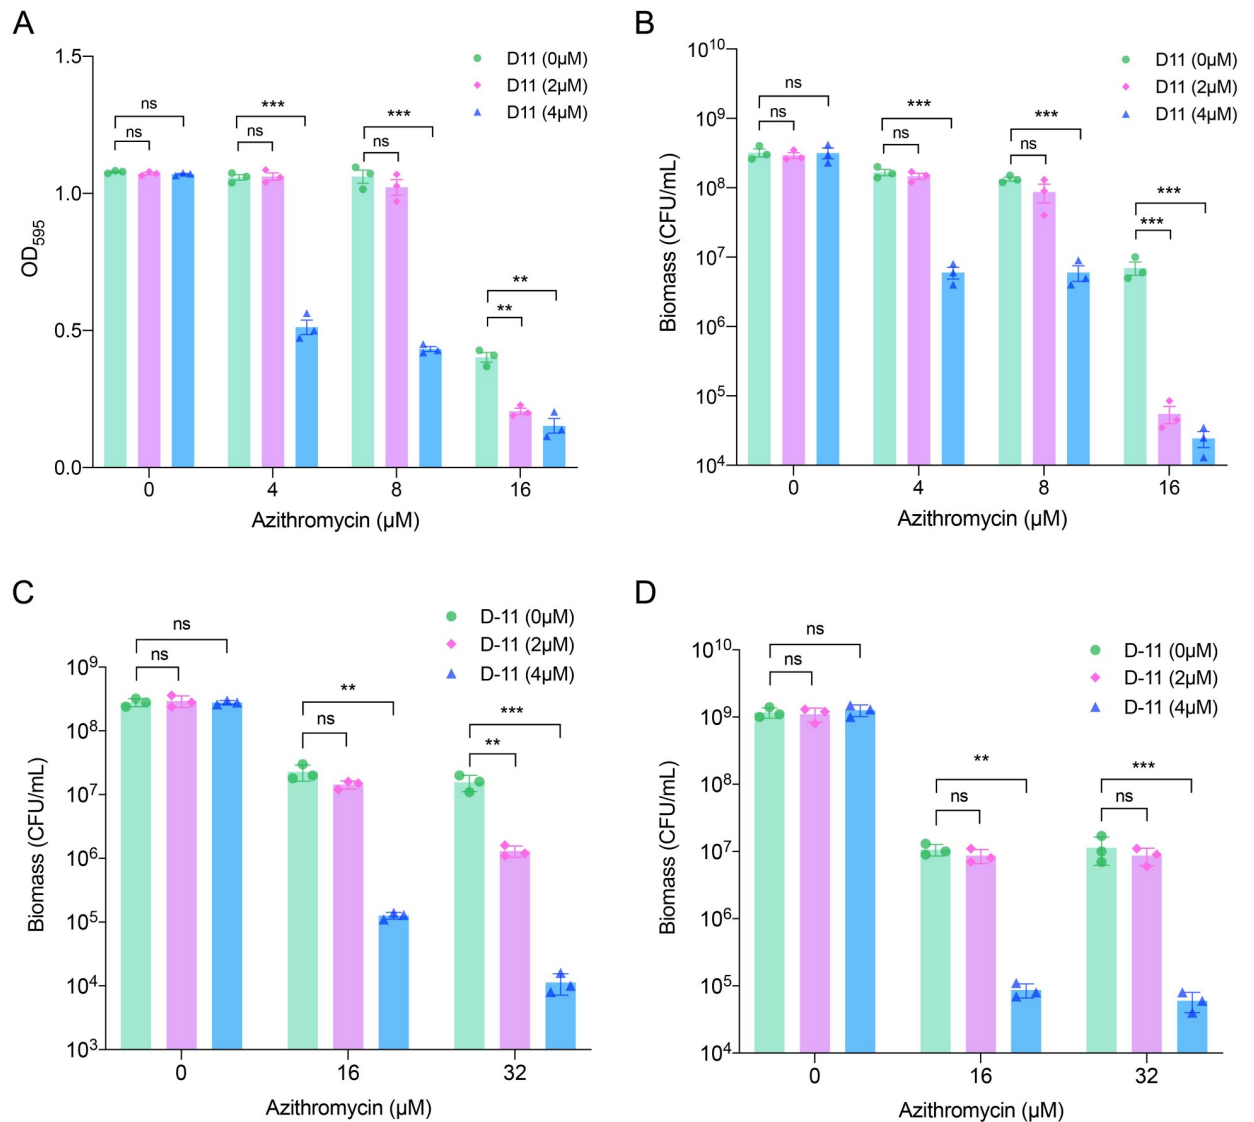 A
D11 (0µM)
D11 (2µM)
D11 (4µM)
1.5
1.0
0.5
0.0
OD595
ns
ns
ns
***
ns
***
**
**
0
4
8
16
Azithromycin (µM)
B
D11 (0µM)
D11 (2µM)
D11 (4µM)
10^10
10^9
10^8
10^7
10^6
10^5
10^4
Biomass (CFU/mL)
ns
ns
***
ns
***
ns
***
***
0
4
8
16
Azithromycin (µM)
C
D-11 (0µM)
D-11 (2µM)
D-11 (4µM)
10^9
10^8
10^7
10^6
10^5
10^4
10^3
Biomass (CFU/mL)
ns
ns
**
ns
***
**
0
16
32
Azithromycin (µM)
D
D-11 (0µM)
D-11 (2µM)
D-11 (4µM)
10^10
10^9
10^8
10^7
10^6
10^5
10^4
Biomass (CFU/mL)
ns
ns
**
ns
***
ns
0
16
32
Azithromycin (µM)